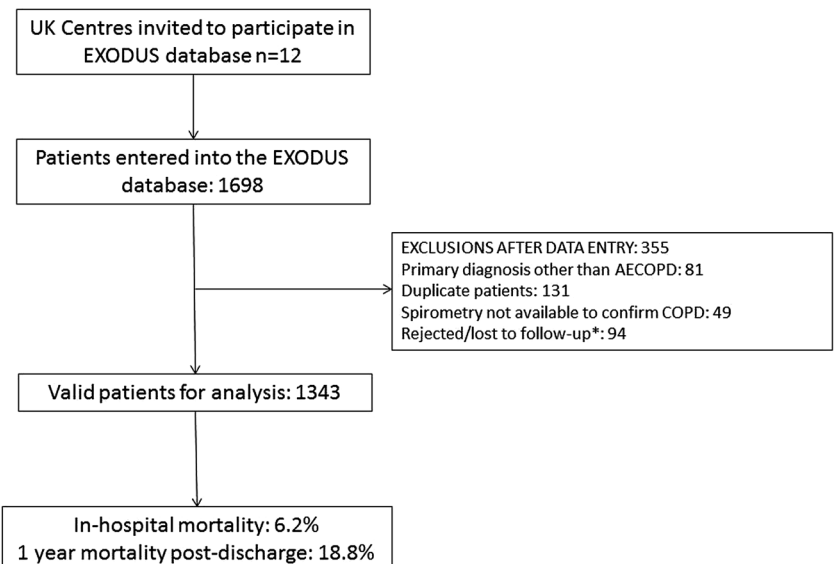 UK Centres invited to participate in
EXODUS database n=12
Patients entered into the EXODUS
database: 1698
EXCLUSIONS AFTER DATA ENTRY: 355
Primary diagnosis other than AECOPD: 81
Duplicate patients: 131
Spirometry not available to confirm COPD: 49
Rejected/lost to follow-up*: 94
Valid patients for analysis: 1343
In-hospital mortality: 6.2%
1 year mortality post-discharge: 18.8%